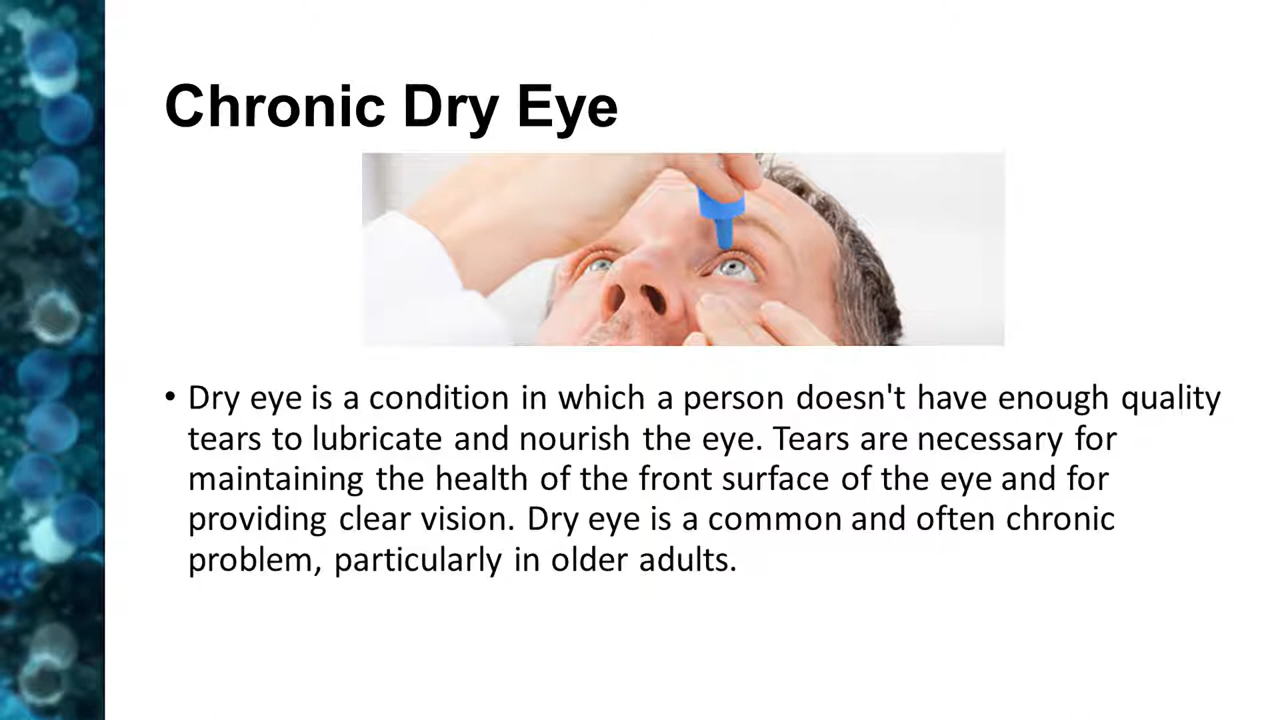 Chronic Dry Eye
• Dry eye is a condition in which a person doesn't have enough quality
tears to lubricate and nourish the eye. Tears are necessary for
maintaining the health of the front surface of the eye and for
providing clear vision. Dry eye is a common and often chronic
problem, particularly in older adults.